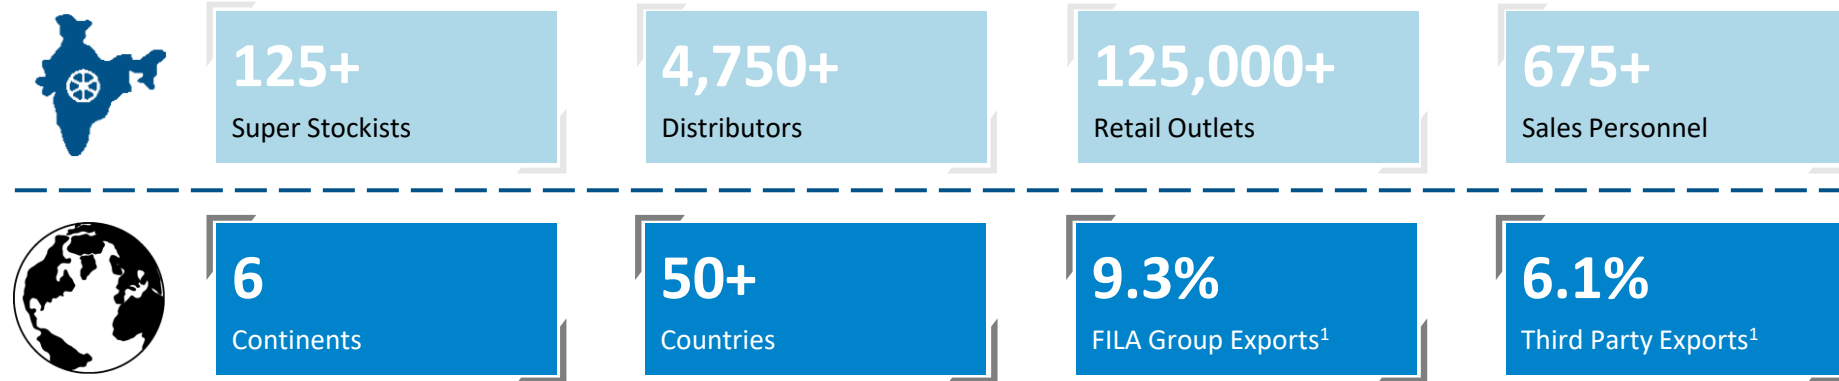 125+
Super Stockists
4,750+
Distributors
125,000+
Retail Outlets
675+
Sales Personnel
6
Continents
50+
Countries
9.3%
FILA Group Exports¹
6.1%
Third Party Exports¹